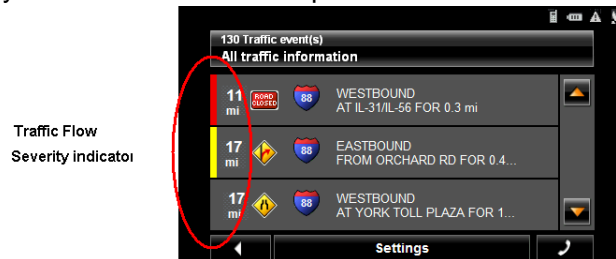 130 Traffic event(s)
All traffic information
11 mi ROAD CLOSED 88 WESTBOUND
AT IL-31/IL-56 FOR 0.3 mi
Traffic Flow
Severity indicator
17 mi 88 EASTBOUND
FROM ORCHARD RD FOR 0.4...
17 mi 88 WESTBOUND
AT YORK TOLL PLAZA FOR 1...
Settings